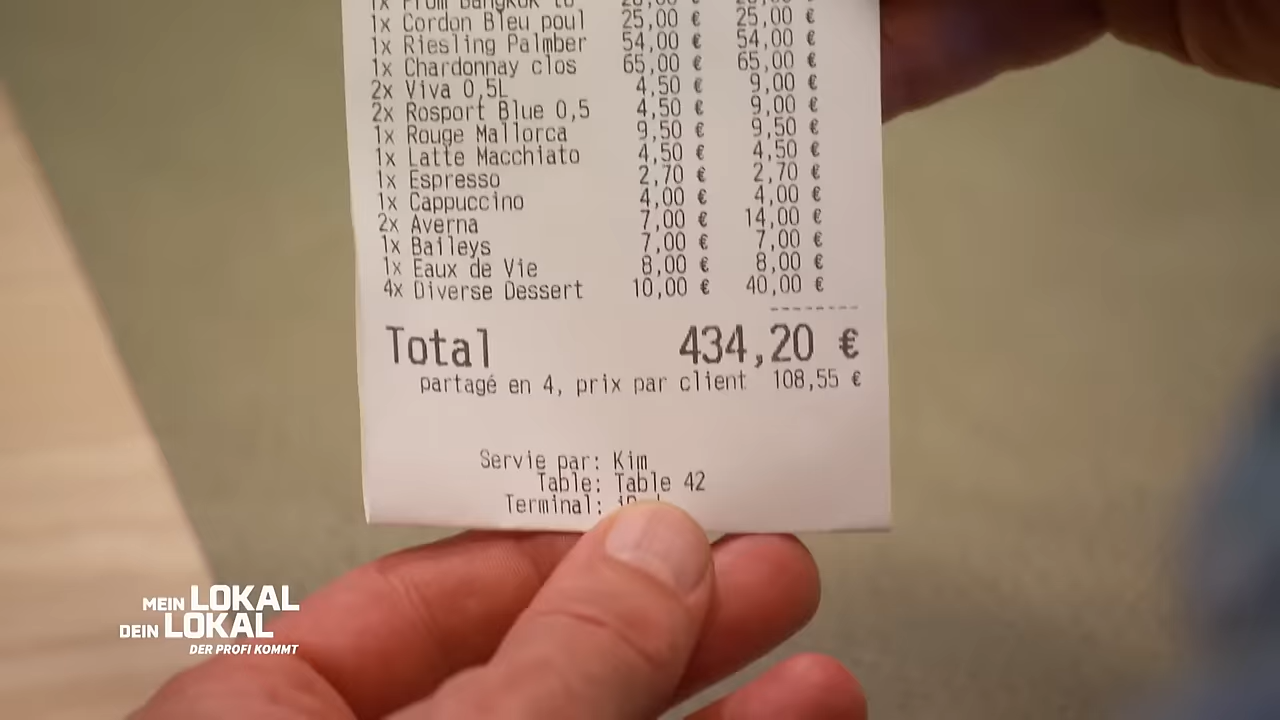 1x From Bangkok to
1x Cordon Bleu poul 25,00 € 25,00 €
1x Riesling Palmber 54,00 € 54,00 €
1x Chardonnay clos 65,00 € 65,00 €
2x Viva 0,5L 4,50 € 9,00 €
2x Rosport Blue 0,5 4,50 € 9,00 €
1x Rouge Mallorca 9,50 € 9,50 €
1x Latte Macchiato 4,50 € 4,50 €
1x Espresso 2,70 € 2,70 €
1x Cappuccino 4,00 € 4,00 €
2x Averna 7,00 € 14,00 €
1x Baileys 7,00 € 7,00 €
1x Eaux de Vie 8,00 € 8,00 €
4x Diverse Dessert 10,00 € 40,00 €
--------
Total 434,20 €
partagé en 4, prix par client 108,55 €
Servie par: Kim
Table: Table 42
Terminal:
MEIN LOKAL
DEIN LOKAL
DER PROFI KOMMT